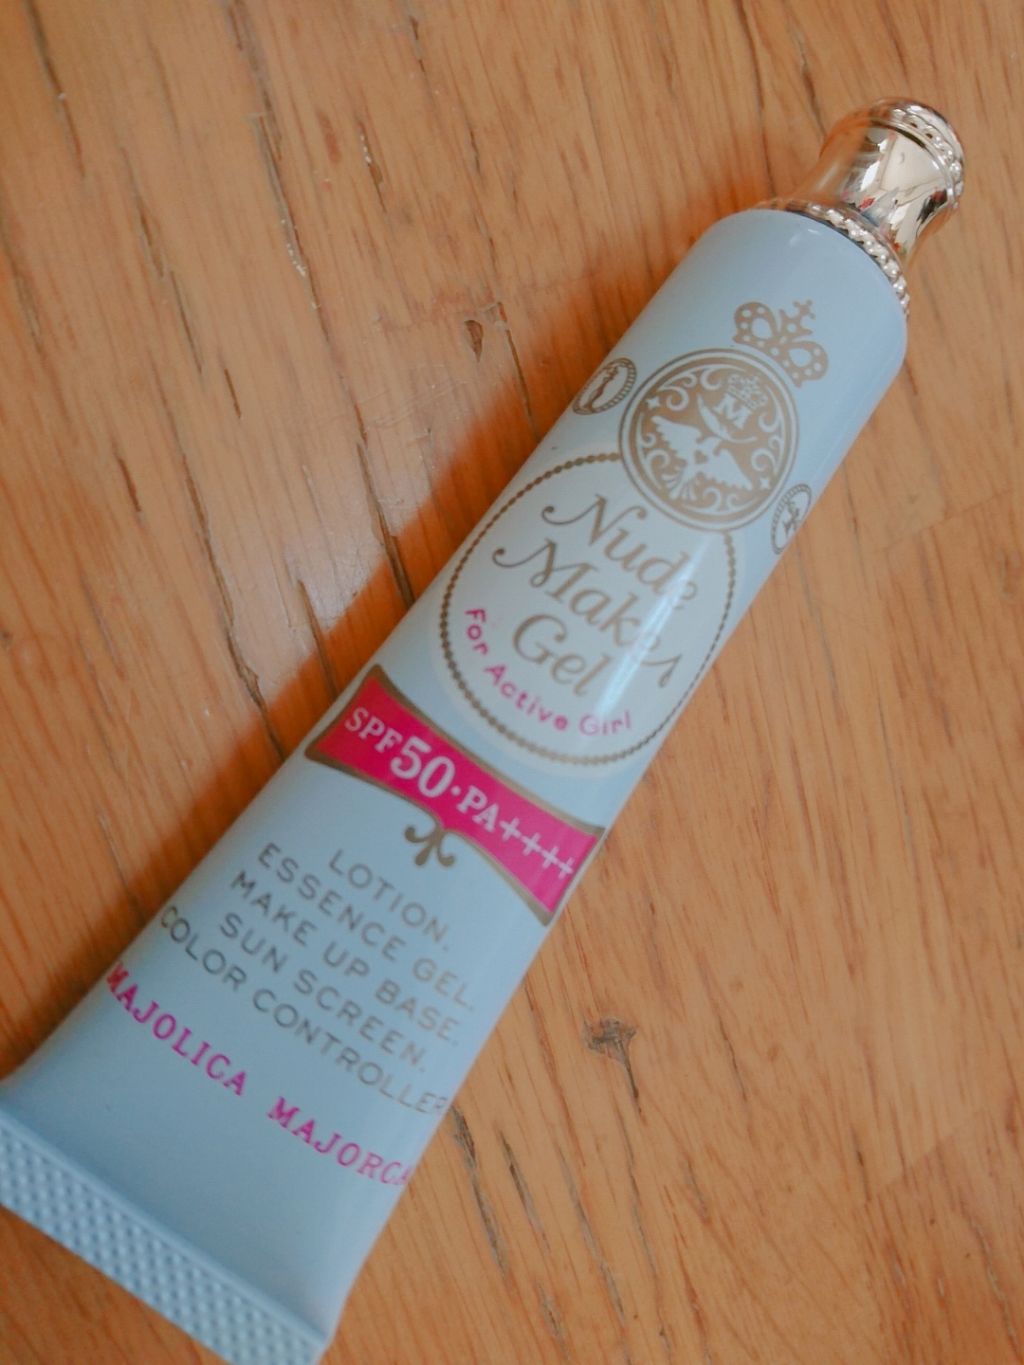 M
Nude
Make
Gel
For Active Girl
SPF50·PA++++
LOTION.
ESSENCE GEL.
MAKE UP BASE.
SUN SCREEN.
COLOR CONTROLLER
MAJOLICA MAJORCA